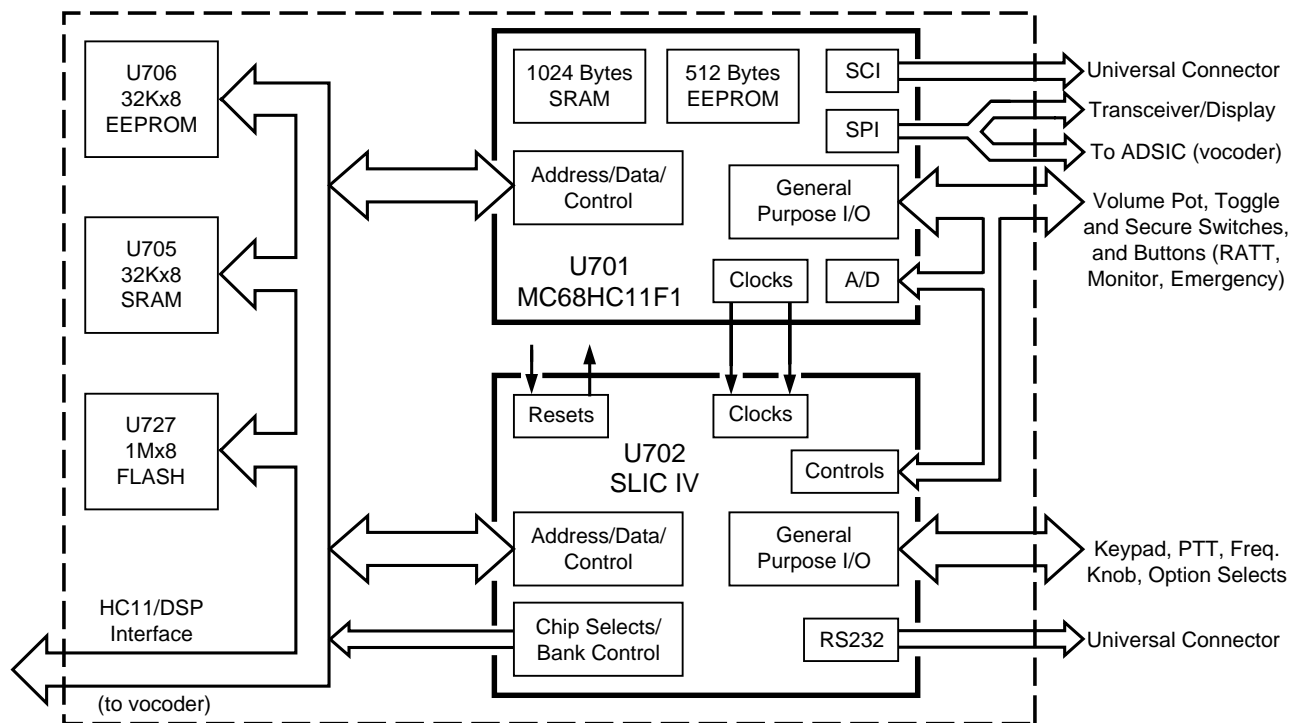 U706
32Kx8
EEPROM
U705
32Kx8
SRAM
U727
1Mx8
FLASH
HC11/DSP
Interface
(to vocoder)
1024 Bytes
SRAM
512 Bytes
EEPROM
SCI
SPI
Address/Data/
Control
General
Purpose I/O
U701
MC68HC11F1
Clocks
A/D
Resets
Clocks
U702
SLIC IV
Controls
Address/Data/
Control
General
Purpose I/O
Chip Selects/
Bank Control
RS232
Universal Connector
Transceiver/Display
To ADSIC (vocoder)
Volume Pot, Toggle
and Secure Switches,
and Buttons (RATT,
Monitor, Emergency)
Keypad, PTT, Freq.
Knob, Option Selects
Universal Connector